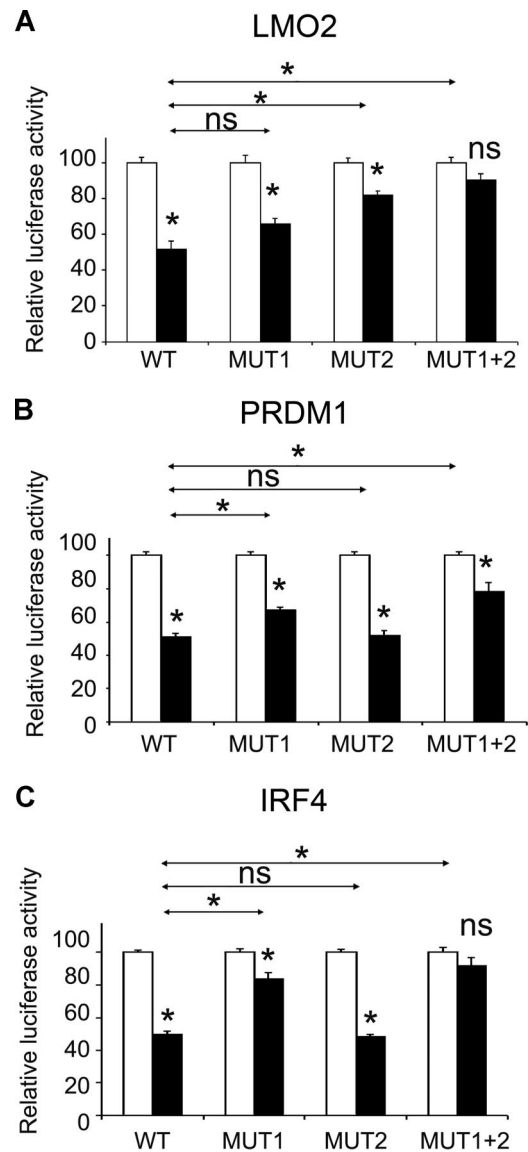 A
LMO2
*
*
ns
Relative luciferase activity
100
80
60
40
20
0
*
*
*
ns
WT MUT1 MUT2 MUT1+2
B
PRDM1
*
ns
*
Relative luciferase activity
100
80
60
40
20
0
*
*
*
*
WT MUT1 MUT2 MUT1+2
C
IRF4
*
ns
*
Relative luciferase activity
100
80
60
40
20
0
*
*
*
ns
WT MUT1 MUT2 MUT1+2